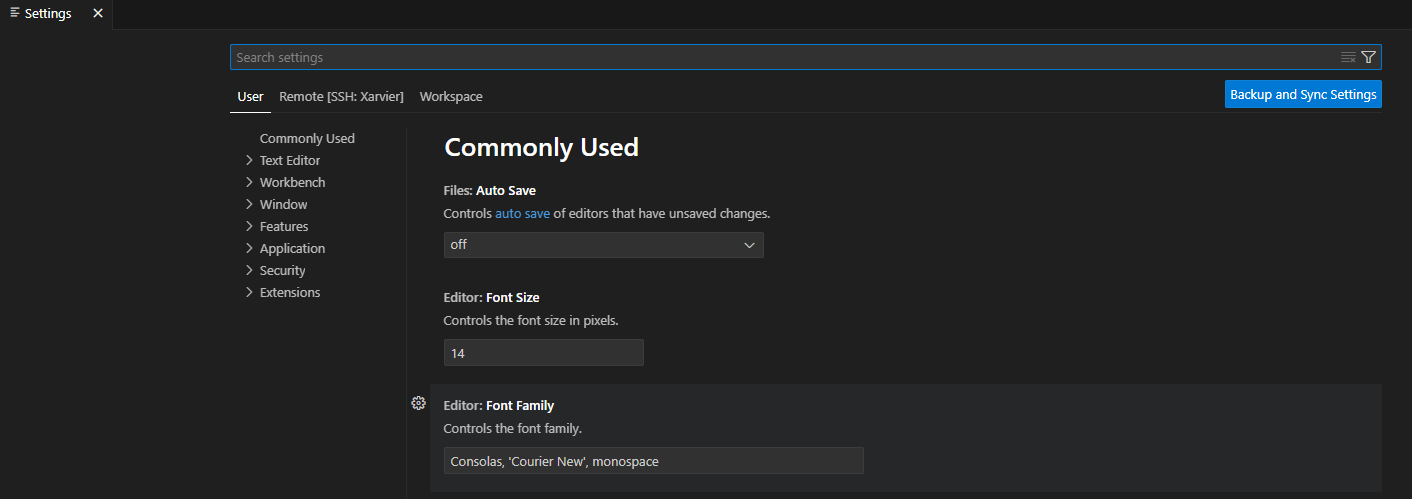 Settings
Search settings
User Remote [SSH: Xarvier] Workspace
Backup and Sync Settings
Commonly Used
Text Editor
Workbench
Window
Features
Application
Security
Extensions
Commonly Used
Files: Auto Save
Controls auto save of editors that have unsaved changes.
off
Editor: Font Size
Controls the font size in pixels.
14
Editor: Font Family
Controls the font family.
Consolas, 'Courier New', monospace